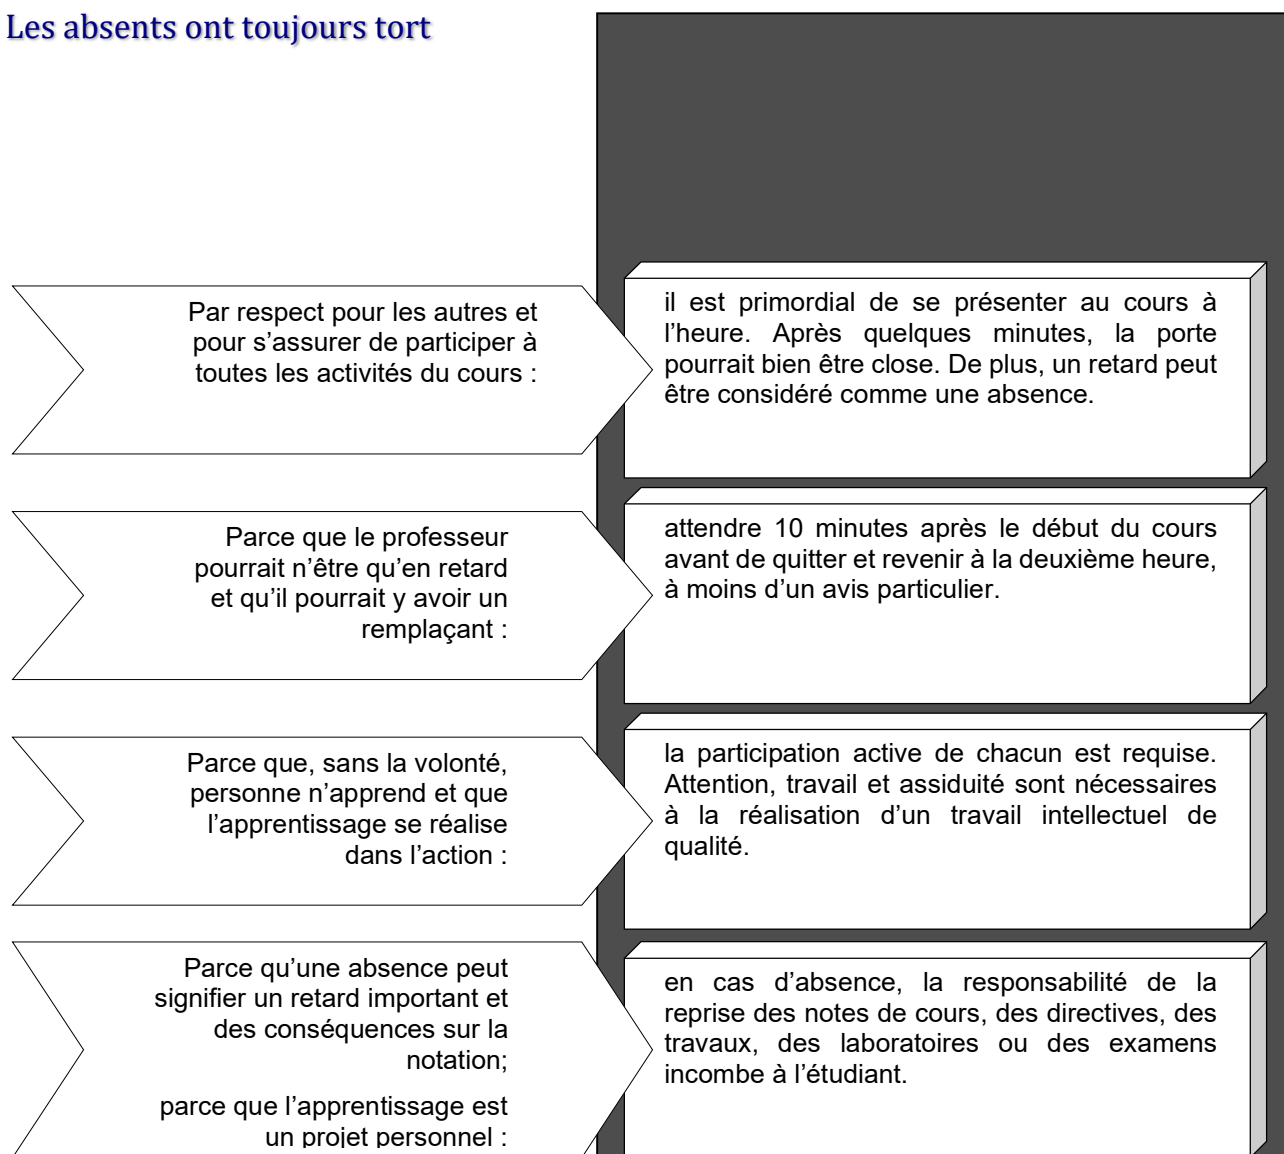 Les absents ont toujours tort
Par respect pour les autres et
pour s’assurer de participer à
toutes les activités du cours :
il est primordial de se présenter au cours à
l’heure. Après quelques minutes, la porte
pourrait bien être close. De plus, un retard peut
être considéré comme une absence.
Parce que le professeur
pourrait n’être qu’en retard
et qu’il pourrait y avoir un
remplaçant :
attendre 10 minutes après le début du cours
avant de quitter et revenir à la deuxième heure,
à moins d’un avis particulier.
Parce que, sans la volonté,
personne n’apprend et que
l’apprentissage se réalise
dans l’action :
la participation active de chacun est requise.
Attention, travail et assiduité sont nécessaires
à la réalisation d’un travail intellectuel de
qualité.
Parce qu’une absence peut
signifier un retard important et
des conséquences sur la
notation;
parce que l’apprentissage est
un projet personnel :
en cas d’absence, la responsabilité de la
reprise des notes de cours, des directives, des
travaux, des laboratoires ou des examens
incombe à l’étudiant.